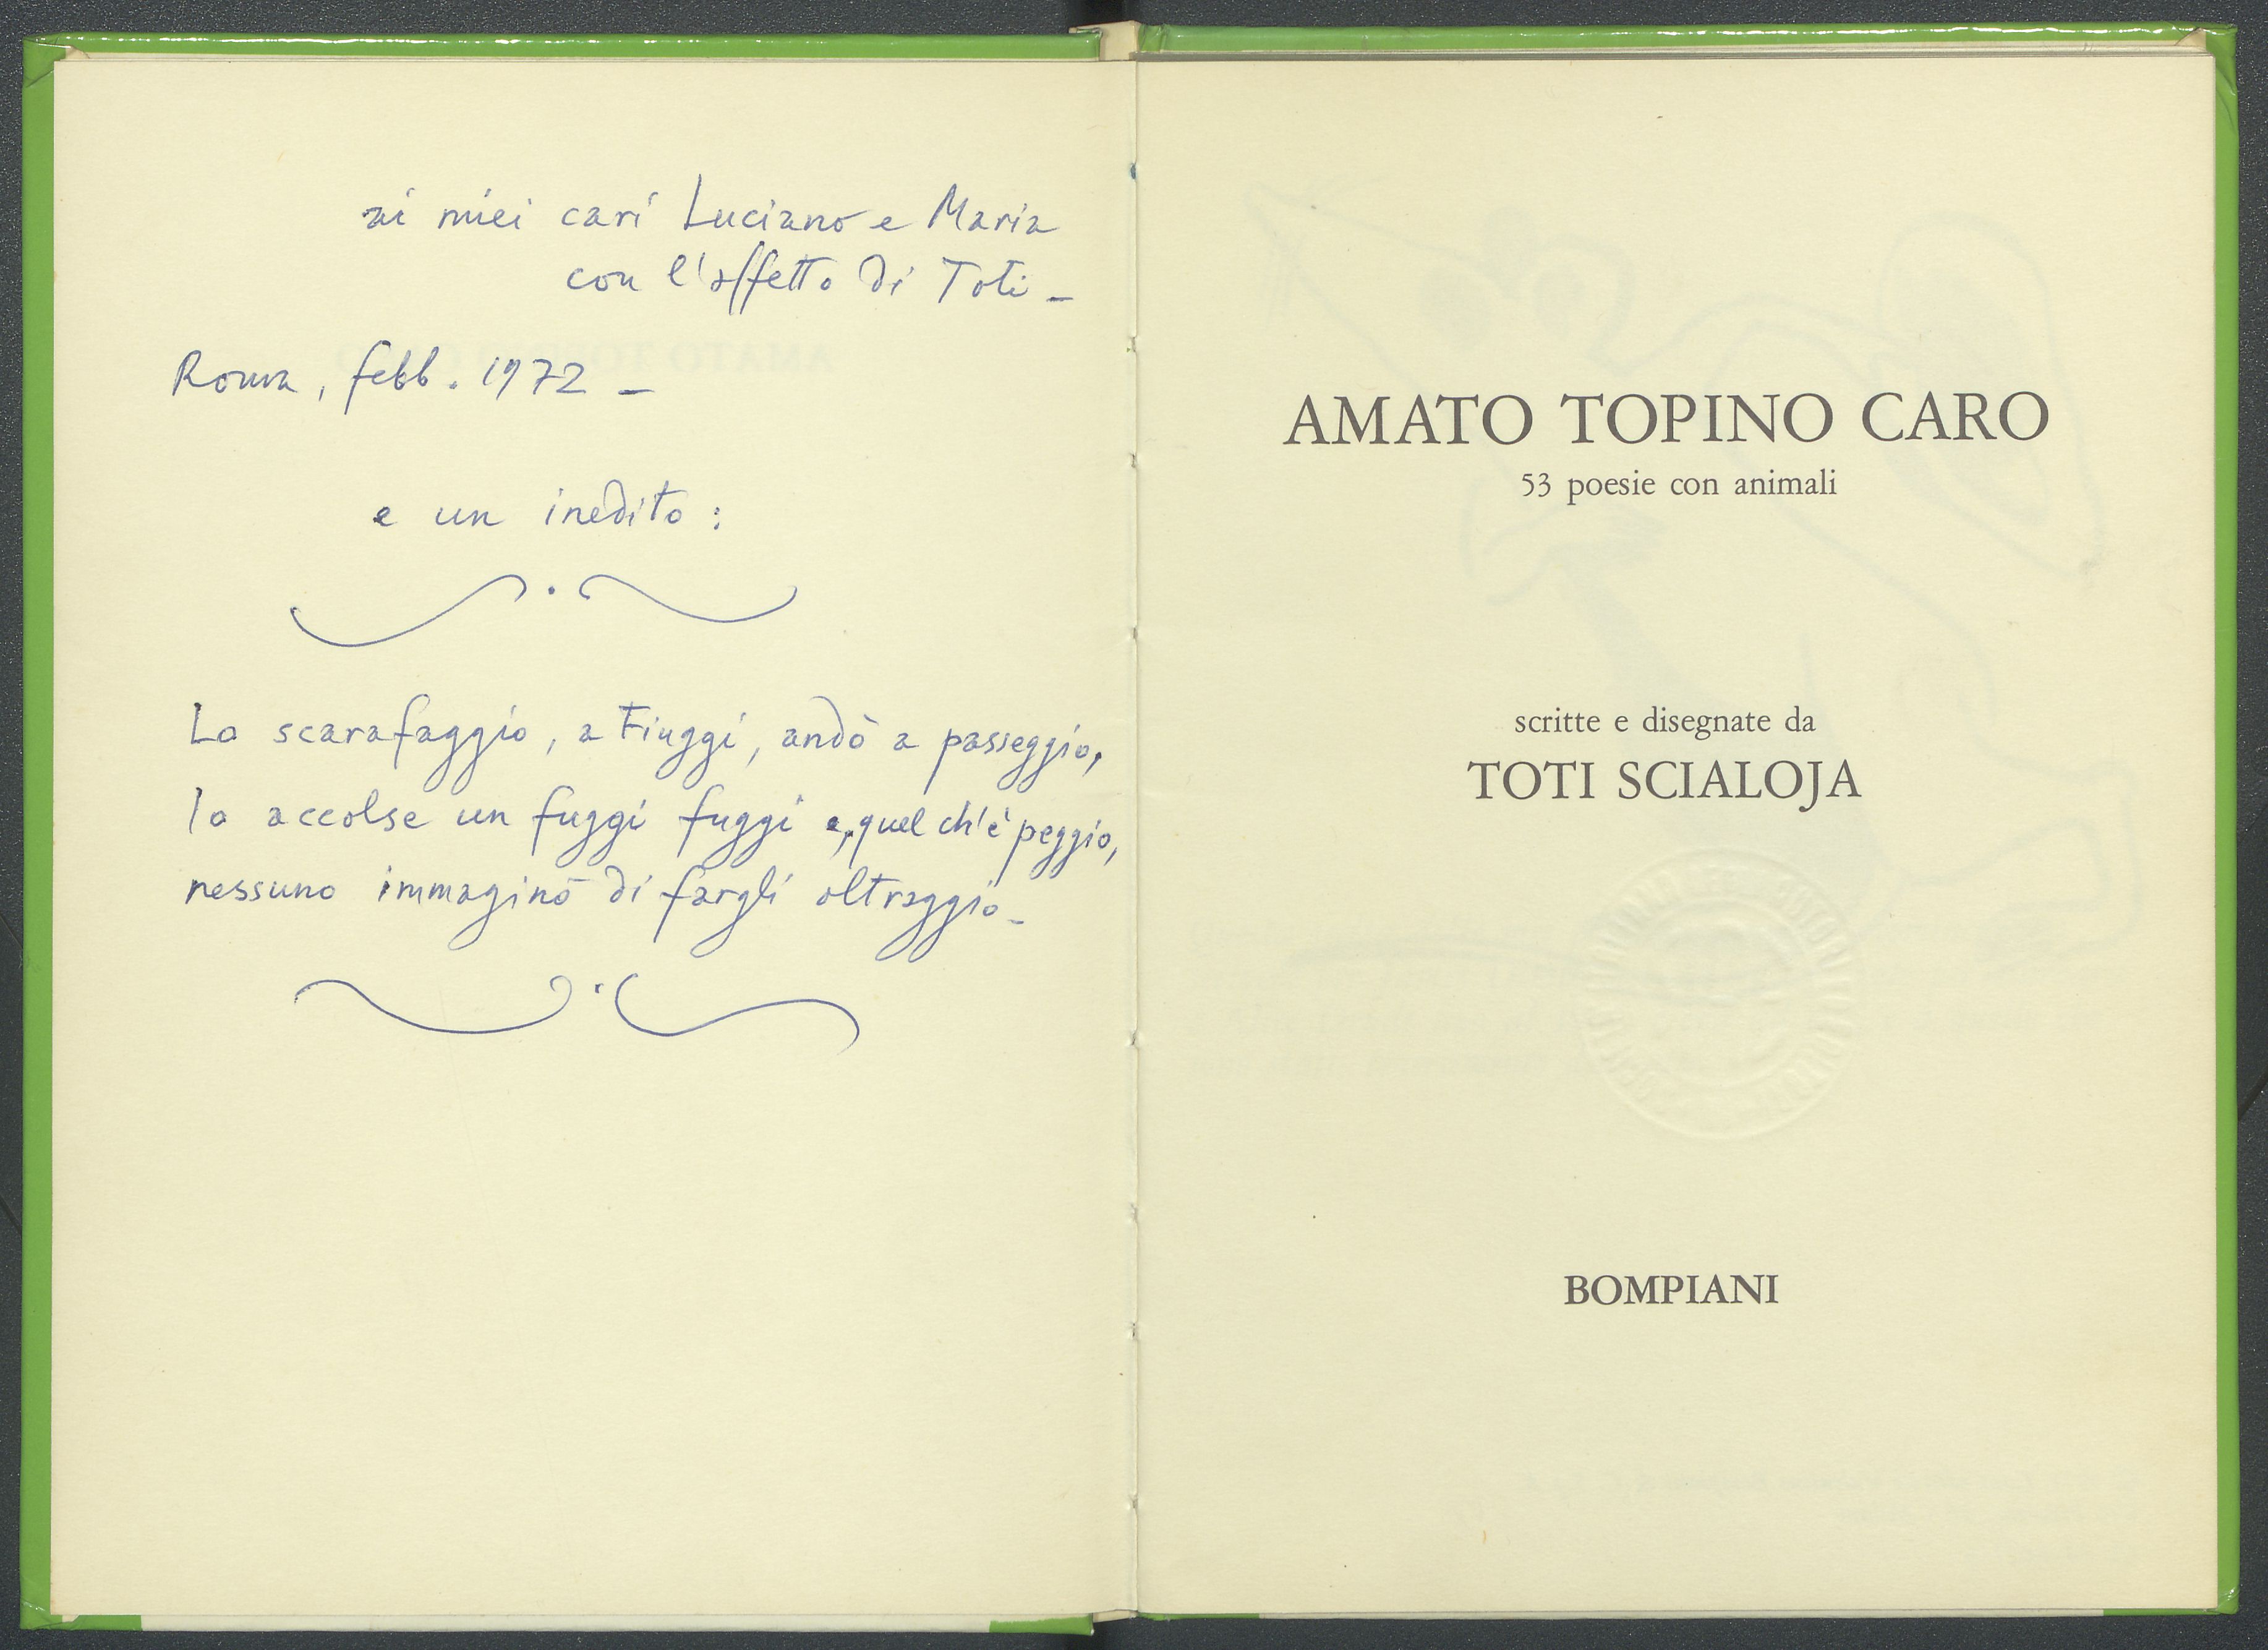 ai miei cari Luciano e Maria
con l'affetto di Toti –
Roma, febb. 1972 –
e un inedito :
Lo scarafaggio, a Fiuggi, andò a passeggio,
lo accolse un fuggi fuggi e, quel ch'è peggio,
nessuno immaginò di fargli oltraggio –
AMATO TOPINO CARO
53 poesie con animali
scritte e disegnate da
TOTI SCIALOJA
BOMPIANI